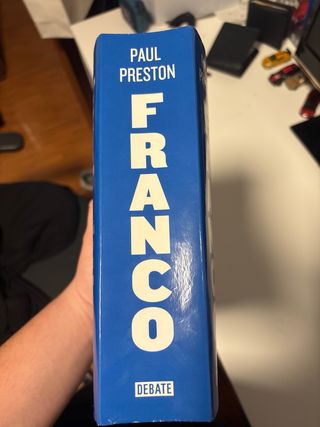 PAUL
PRESTON
FRANCO
DEBATE